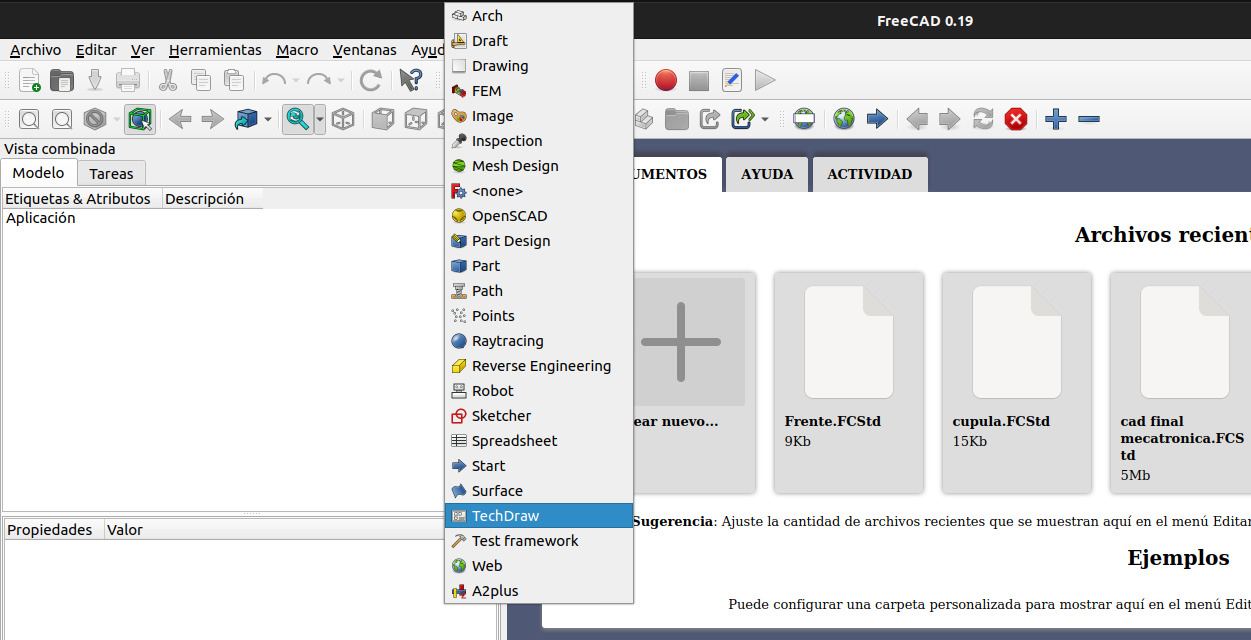 FreeCAD 0.19
Archivo Editar Ver Herramientas Macro Ventanas
Vista combinada
Modelo Tareas
Etiquetas & Atributos Descripción
Aplicación
Propiedades Valor
Arch
Draft
Drawing
FEM
Image
Inspection
Mesh Design
<none>
OpenSCAD
Part Design
Part
Path
Points
Raytracing
Reverse Engineering
Robot
Sketcher
Spreadsheet
Start
Surface
TechDraw
Test framework
Web
A2plus
UMENTOS AYUDA ACTIVIDAD
Archivos recient
ear nuevo...
Frente.FCStd
9Kb
cupula.FCStd
15Kb
cad final
mecatronica.FCS
td
5Mb
Sugerencia: Ajuste la cantidad de archivos recientes que se muestran aquí en el menú Editar
Ejemplos
Puede configurar una carpeta personalizada para mostrar aquí en el menú Edit